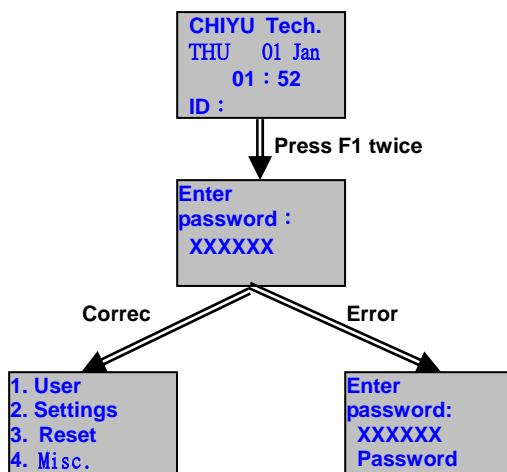 CHIYU Tech.
THU 01 Jan
01：52
ID：
Press F1 twice
Enter
password：
XXXXXX
Correc
Error
1. User
2. Settings
3. Reset
4. Misc.
Enter
password:
XXXXXX
Password